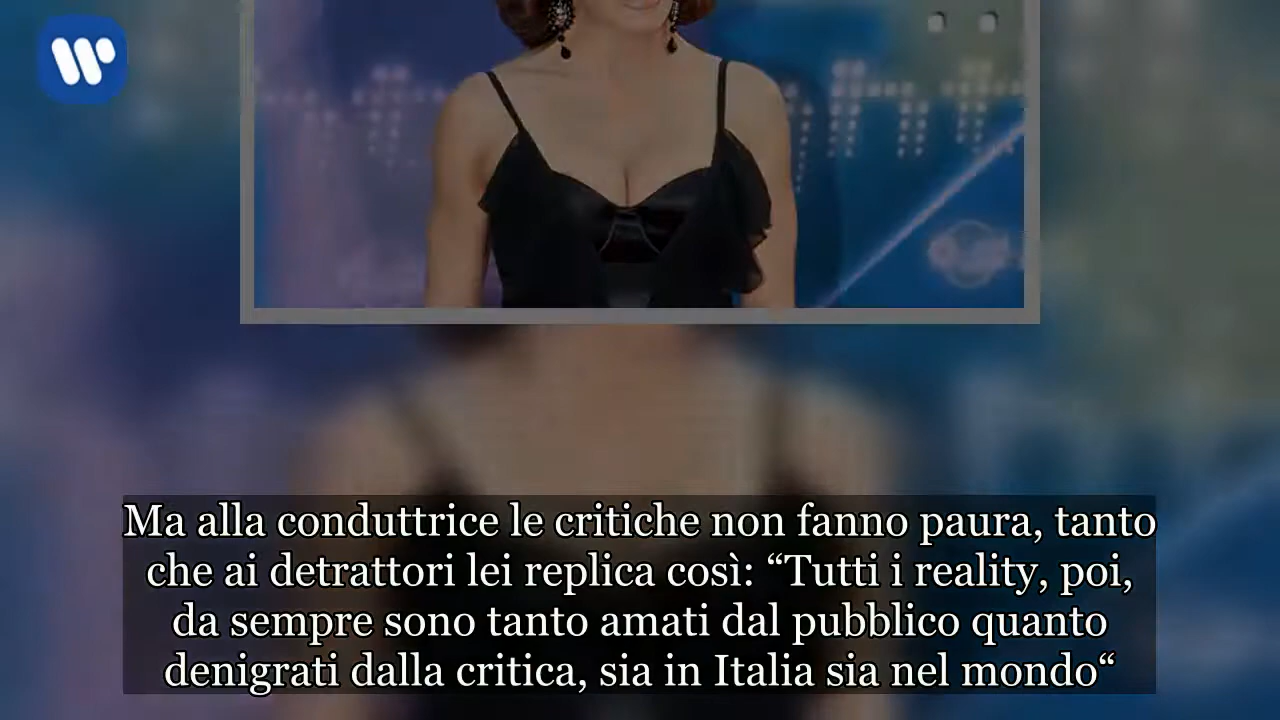 Ma alla conduttrice le critiche non fanno paura, tanto
che ai detrattori lei replica così: “Tutti i reality, poi,
da sempre sono tanto amati dal pubblico quanto
denigrati dalla critica, sia in Italia sia nel mondo“